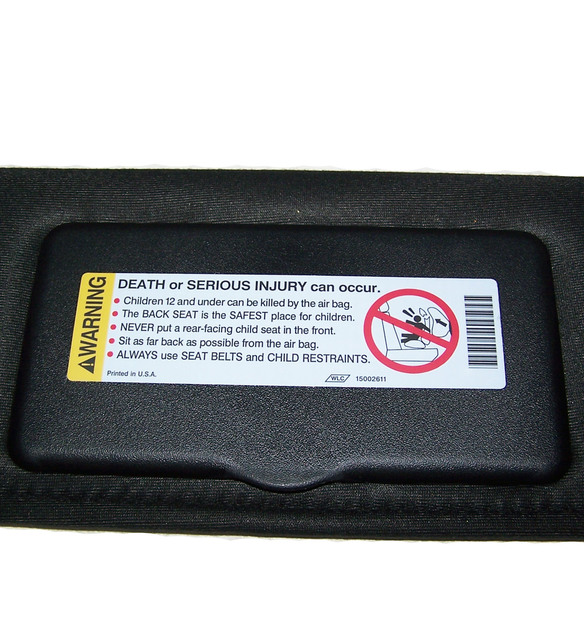 WARNING
DEATH or SERIOUS INJURY can occur.
• Children 12 and under can be killed by the air bag.
• The BACK SEAT is the SAFEST place for children.
• NEVER put a rear-facing child seat in the front.
• Sit as far back as possible from the air bag.
• ALWAYS use SEAT BELTS and CHILD RESTRAINTS.
Printed in U.S.A. WLC 15002611